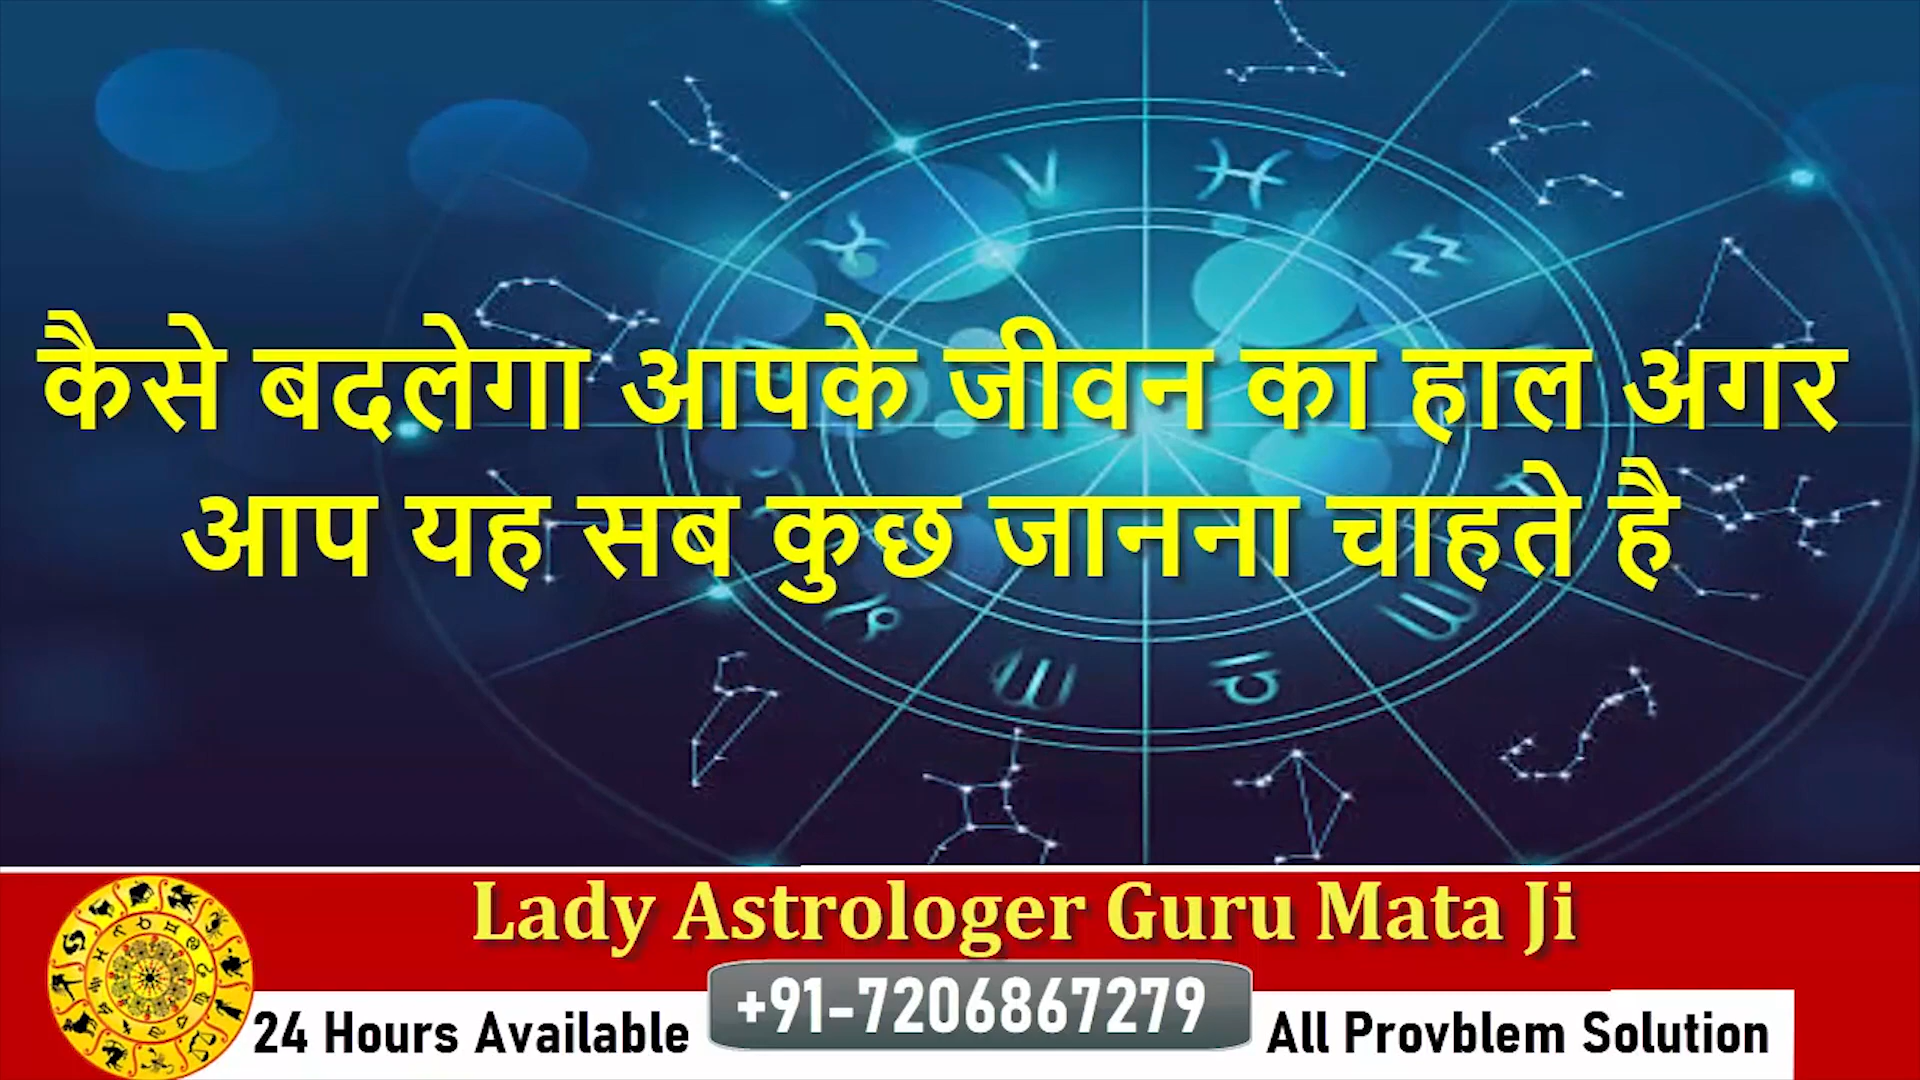 कैसे बदलेगा आपके जीवन का हाल अगर
आप यह सब कुछ जानना चाहते है
Lady Astrologer Guru Mata Ji
24 Hours Available
+91-7206867279
All Provblem Solution